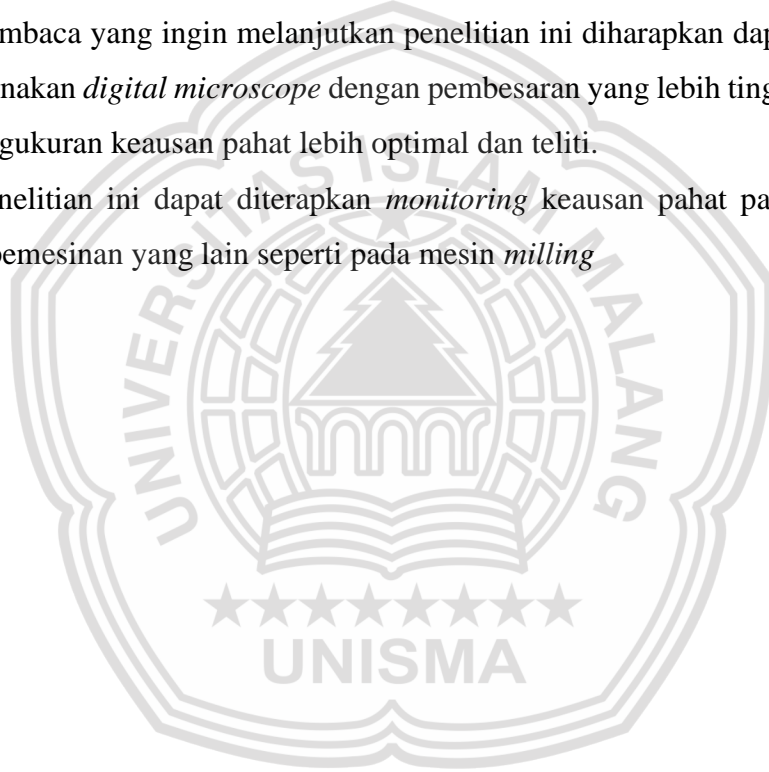 mbaca yang ingin melanjutkan penelitian ini diharapkan dap
nakan digital microscope dengan pembesaran yang lebih ting
gukuran keausan pahat lebih optimal dan teliti.
nelitian ini dapat diterapkan monitoring keausan pahat pa
pemesinan yang lain seperti pada mesin milling
UNIVERSITAS ISLAM MALANG
UNISMA